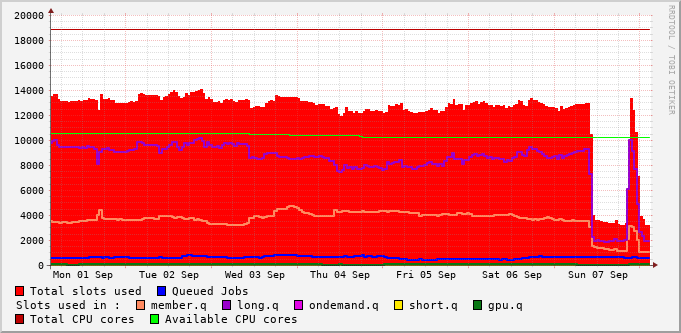 20000
18000
16000
14000
12000
10000
8000
6000
4000
2000
0
Mon 01 Sep Tue 02 Sep Wed 03 Sep Thu 04 Sep Fri 05 Sep Sat 06 Sep Sun 07 Sep
Total slots used Queued Jobs
Slots used in : member.q long.q ondemand.q short.q gpu.q
Total CPU cores Available CPU cores
RRDTOOL / TOBI OETIKER